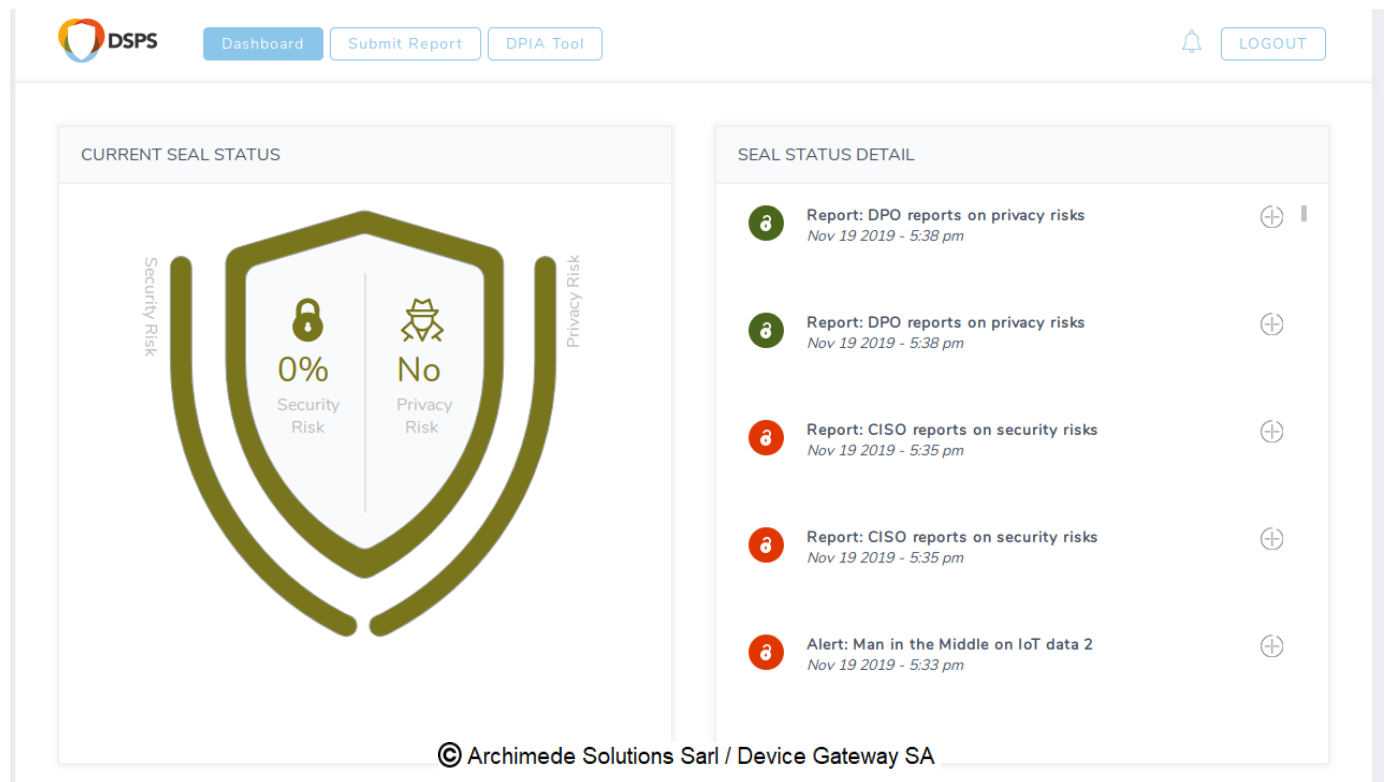 DSPS
Dashboard
Submit Report
DPIA Tool
LOGOUT
CURRENT SEAL STATUS
Security Risk
Privacy Risk
0%
Security
Risk
No
Privacy
Risk
SEAL STATUS DETAIL
Report: DPO reports on privacy risks
Nov 19 2019 - 5:38 pm
Report: DPO reports on privacy risks
Nov 19 2019 - 5:38 pm
Report: CISO reports on security risks
Nov 19 2019 - 5:35 pm
Report: CISO reports on security risks
Nov 19 2019 - 5:35 pm
Alert: Man in the Middle on IoT data 2
Nov 19 2019 - 5:33 pm
© Archimede Solutions Sarl / Device Gateway SA